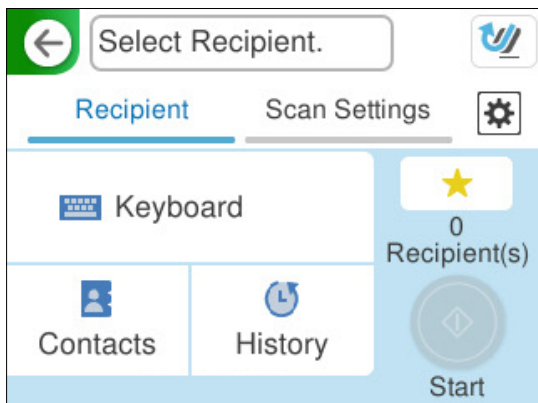 Select Recipient.
Recipient Scan Settings
Keyboard
0
Recipient(s)
Contacts History
Start